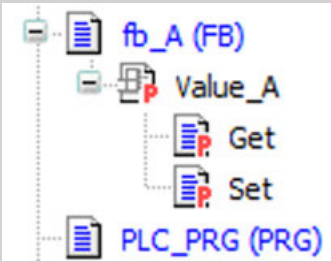 fb_A (FB)
Value_A
Get
Set
PLC_PRG (PRG)